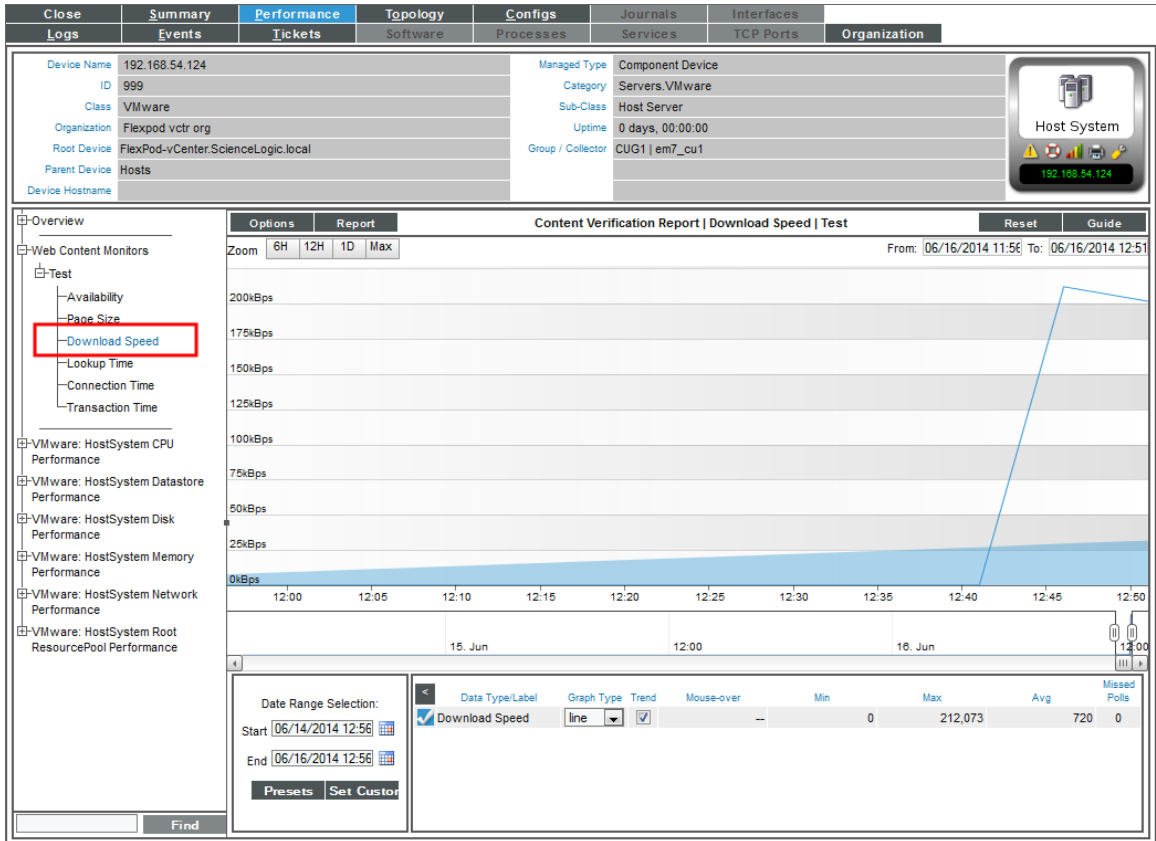 Close Summary Performance Topology Configs Journals Interfaces
Logs Events Tickets Software Processes Services TCP Ports Organization
Device Name 192.168.54.124 Managed Type Component Device
ID 999 Category Servers.VMware
Class VMware Sub-Class Host Server
Organization Flexpod vctr org Uptime 0 days, 00:00:00
Root Device FlexPod-vCenter.ScienceLogic.local Group / Collector CUG1 | em7_cu1
Parent Device Hosts
Device Hostname
Host System
192.168.54.124
Overview
Web Content Monitors
Test
Availability
Page Size
Download Speed
Lookup Time
Connection Time
Transaction Time
VMware: HostSystem CPU
Performance
VMware: HostSystem Datastore
Performance
VMware: HostSystem Disk
Performance
VMware: HostSystem Memory
Performance
VMware: HostSystem Network
Performance
VMware: HostSystem Root
ResourcePool Performance
Find
Options Report Content Verification Report | Download Speed | Test Reset Guide
Zoom 6H 12H 1D Max From: 06/16/2014 11:56 To: 06/16/2014 12:51
200kBps
175kBps
150kBps
125kBps
100kBps
75kBps
50kBps
25kBps
0kBps
12:00 12:05 12:10 12:15 12:20 12:25 12:30 12:35 12:40 12:45 12:50
15. Jun 12:00 16. Jun 12:00
Date Range Selection:
Start 06/14/2014 12:56
End 06/16/2014 12:56
Presets Set Custor
< Data Type/Label Graph Type Trend Mouse-over Min Max Avg Missed Polls
Download Speed line -- 0 212,073 720 0